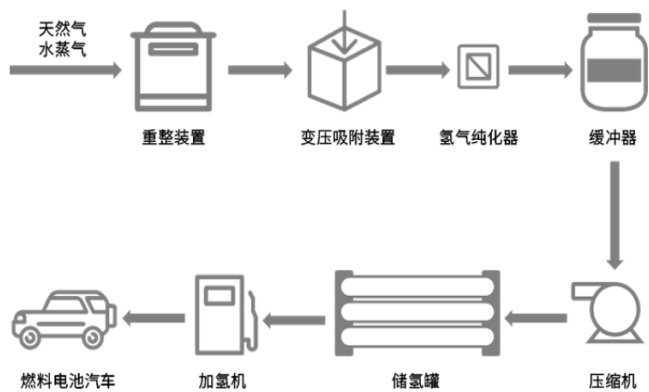 天然气
水蒸气
重整装置
变压吸附装置
氢气纯化器
缓冲器
燃料电池汽车
加氢机
储氢罐
压缩机